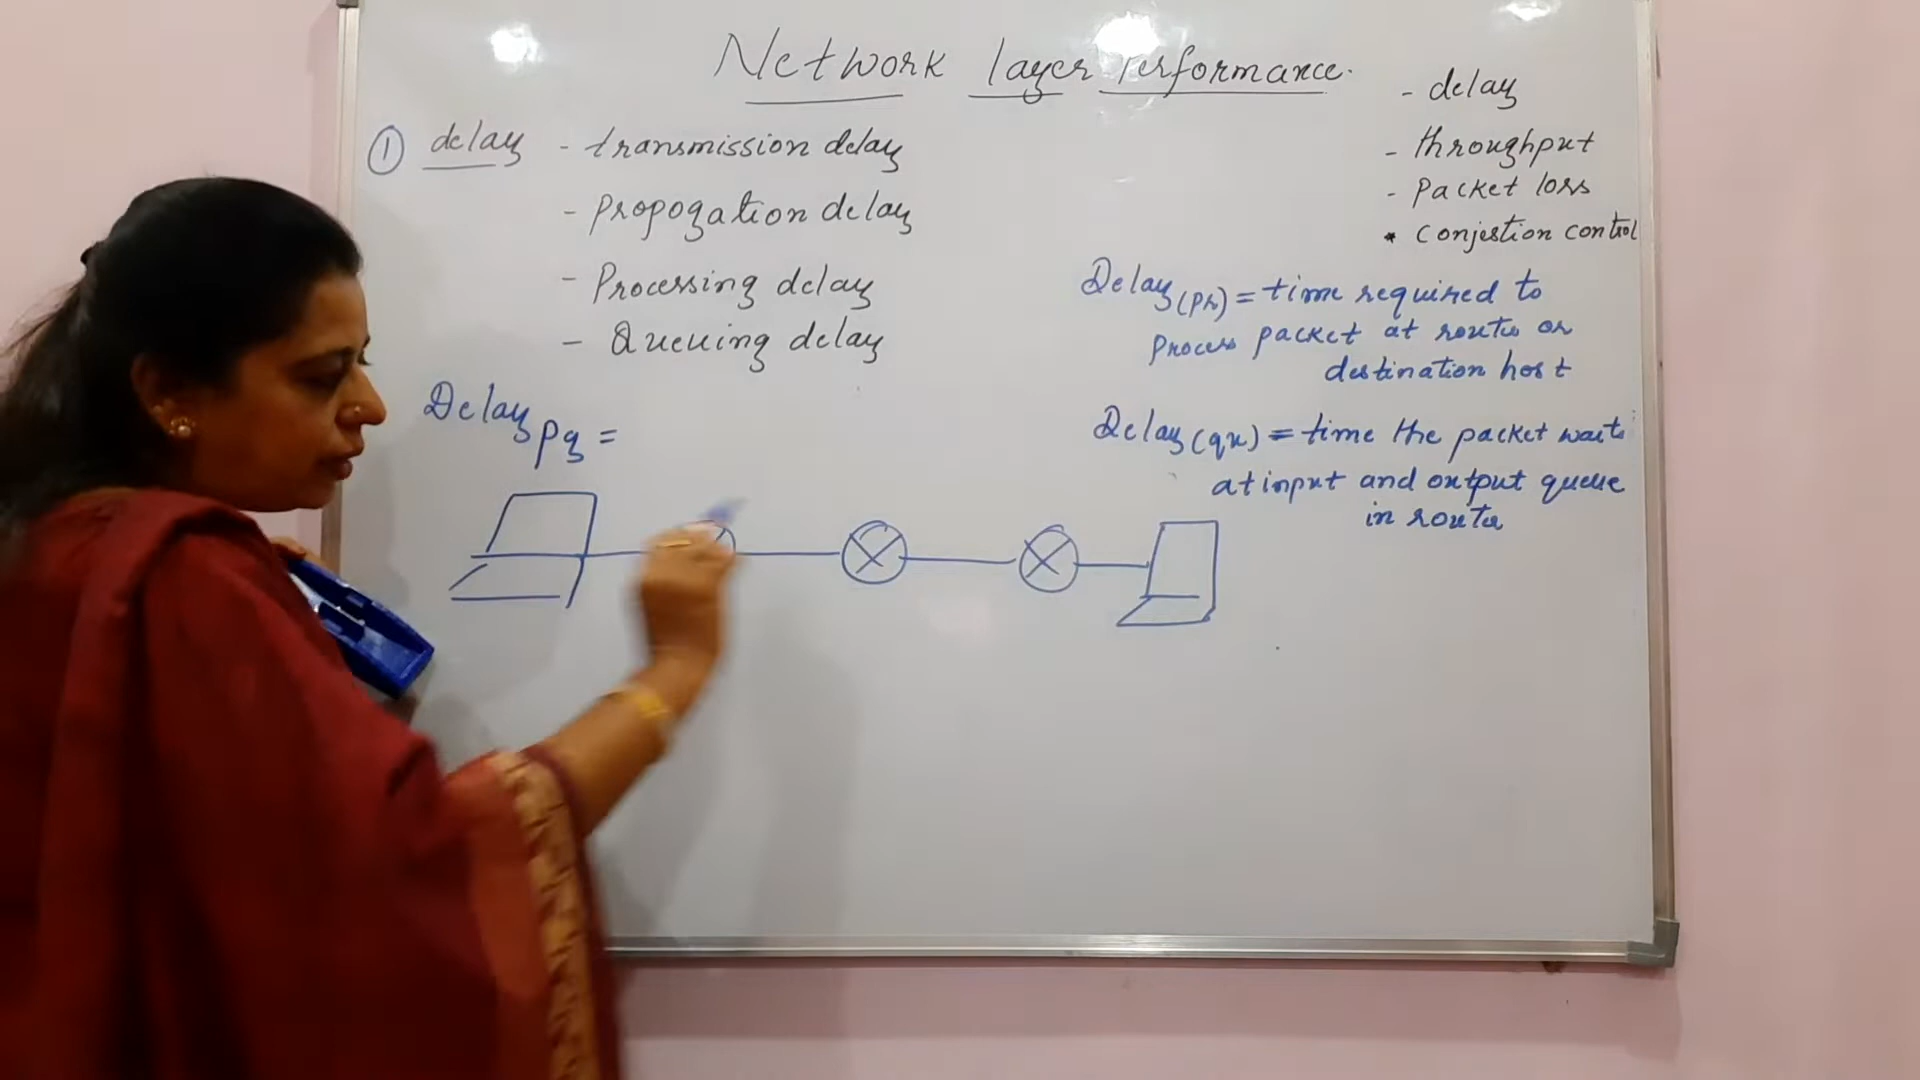 Network layer Performance.
- delay
- throughput
- Packet loss
* Conjestion control
① delay - transmission delay
- Propogation delay
- Processing delay
- Queuing delay
Delay(Pr) = time required to
Process packet at router or
destination host
Delay pg =
Delay(qu) = time the packet waits
at input and output queue
in router